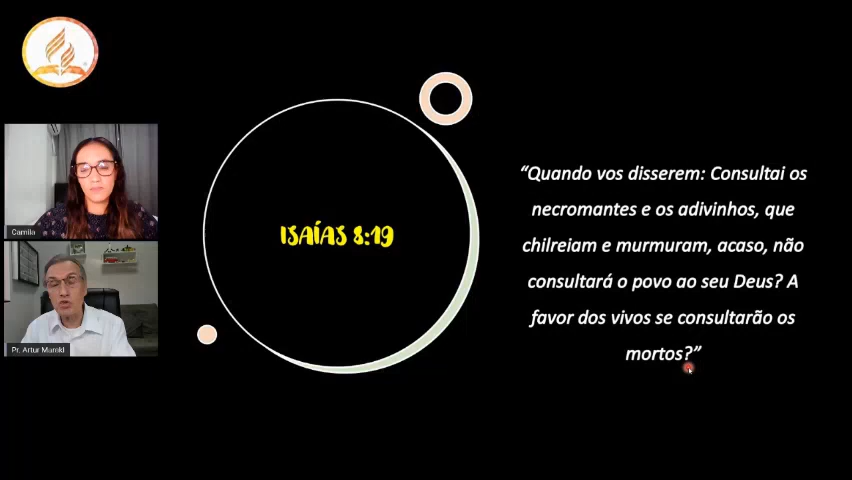 Camila
Pr. Artur Marski
ISAÍAS 8:19
“Quando vos disserem: Consultai os
necromantes e os adivinhos, que
chilreiam e murmuram, acaso, não
consultará o povo ao seu Deus? A
favor dos vivos se consultarão os
mortos?”